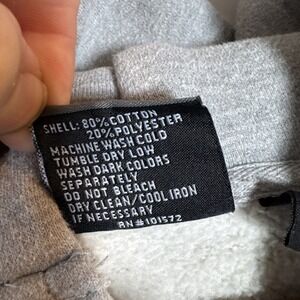 SHELL: 80% COTTON
20% POLYESTER
MACHINE WASH COLD
TUMBLE DRY LOW
WASH DARK COLORS
SEPARATELY
DO NOT BLEACH
DRY CLEAN/COOL IRON
IF NECESSARY
RN#101572